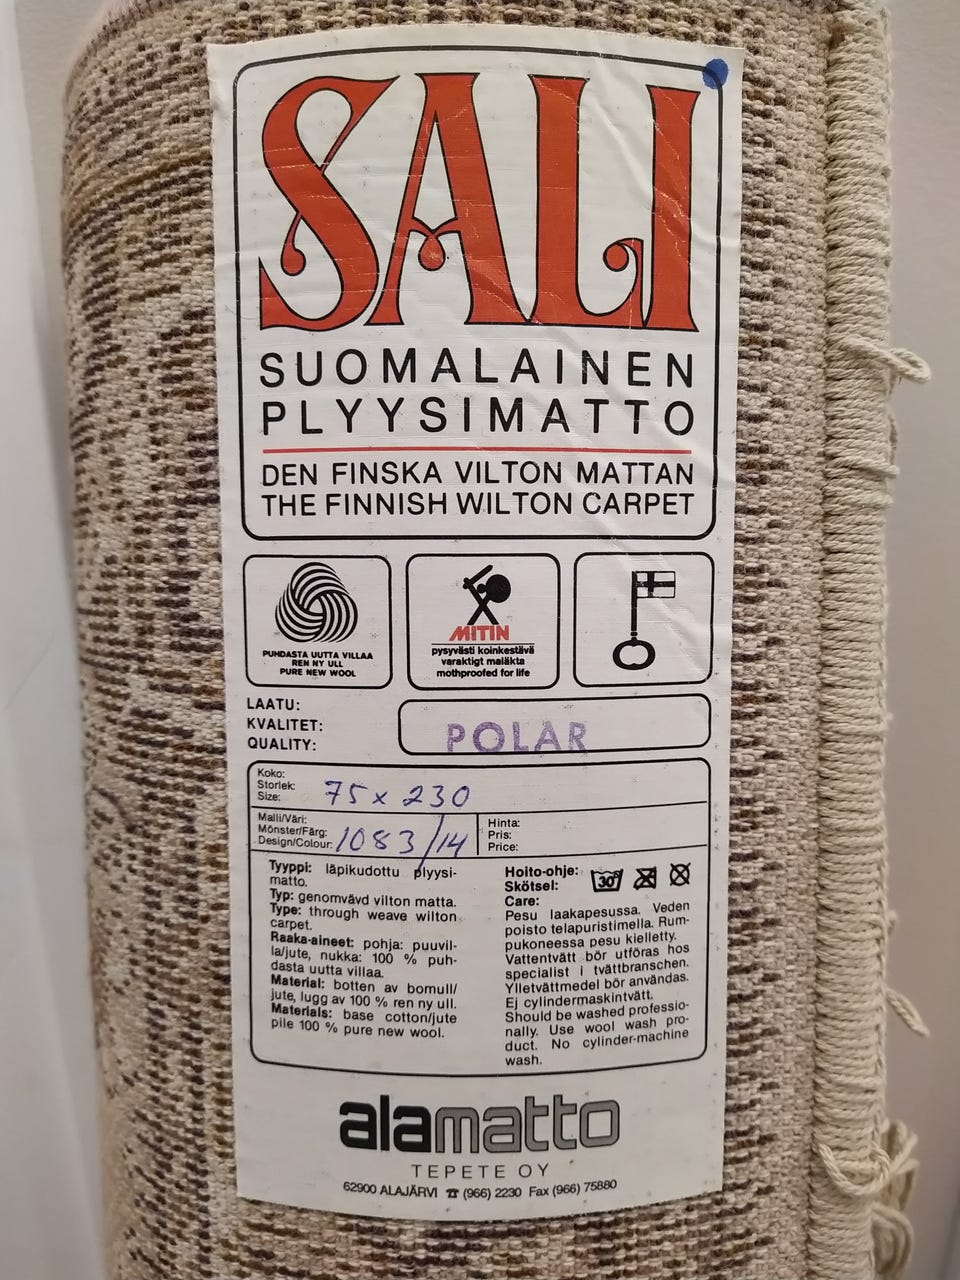 SALI
SUOMALAINEN
PLYYSIMATTO
DEN FINSKA VILTON MATTAN
THE FINNISH WILTON CARPET
PUHDASTA UUTTA VILLAA
REN NY ULL
PURE NEW WOOL
MITIN
pysyvästi koinkestävä
varaktigt maläkta
mothproofed for life
LAATU:
KVALITET:
QUALITY:
POLAR
Koko:
Storlek:
Size:
75 x 230
Malli/Väri:
Mönster/Färg:
Design/Colour:
1083/14
Hinta:
Pris:
Price:
Tyyppi: läpikudottu plyysi-
matto.
Typ: genomvävd vilton matta.
Type: through weave wilton
carpet.
Raaka-aineet: pohja: puuvil-
la/jute, nukka: 100 % puh-
dasta uutta villaa.
Material: botten av bomull/
jute, lugg av 100 % ren ny ull.
Materials: base cotton/jute
pile 100 % pure new wool.
Hoito-ohje:
Skötsel:
Care:
30°
Pesu laakapesussa. Veden
poisto telapuristimella. Rum-
pukoneessa pesu kielletty.
Vattentvätt bör utföras hos
specialist i tvättbranschen.
Ylletvättmedel bör användas.
Ej cylindermaskintvätt.
Should be washed professio-
nally. Use wool wash pro-
duct. No cylinder-machine
wash.
alamatto
TEPETE OY
62900 ALAJÄRVI ☎ (966) 2230 Fax (966) 75880